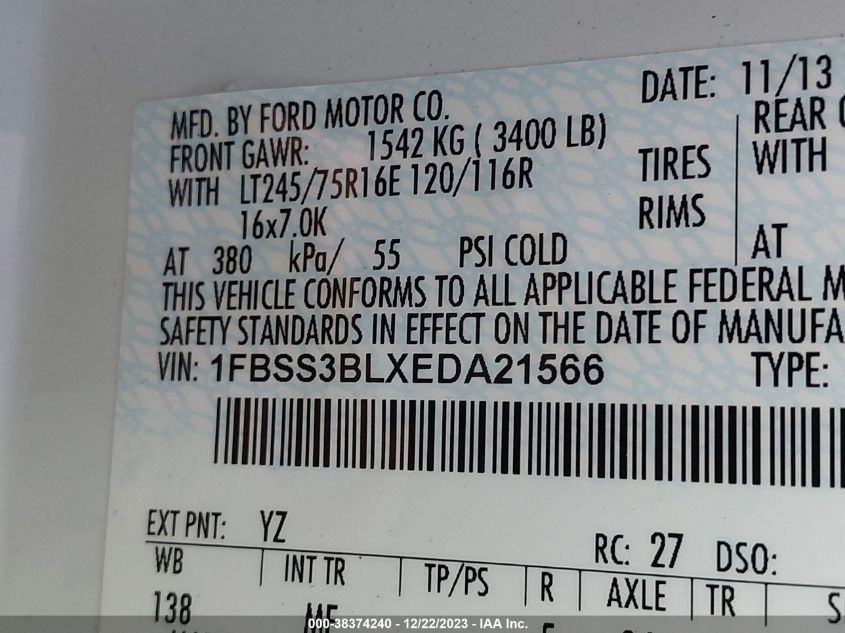 DATE: 11/13
MFD. BY FORD MOTOR CO.
FRONT GAWR: 1542 KG ( 3400 LB)
REAR
WITH LT245/75R16E 120/116R TIRES WITH
16x7.0K RIMS
AT 380 kPa/ 55 PSI COLD AT
THIS VEHICLE CONFORMS TO ALL APPLICABLE FEDERAL M
SAFETY STANDARDS IN EFFECT ON THE DATE OF MANUFA
VIN: 1FBSS3BLXEDA21566 TYPE:
EXT PNT: YZ RC: 27 DSO:
WB INT TR TP/PS R AXLE TR S
138
000-38374240 - 12/22/2023 - IAA Inc.